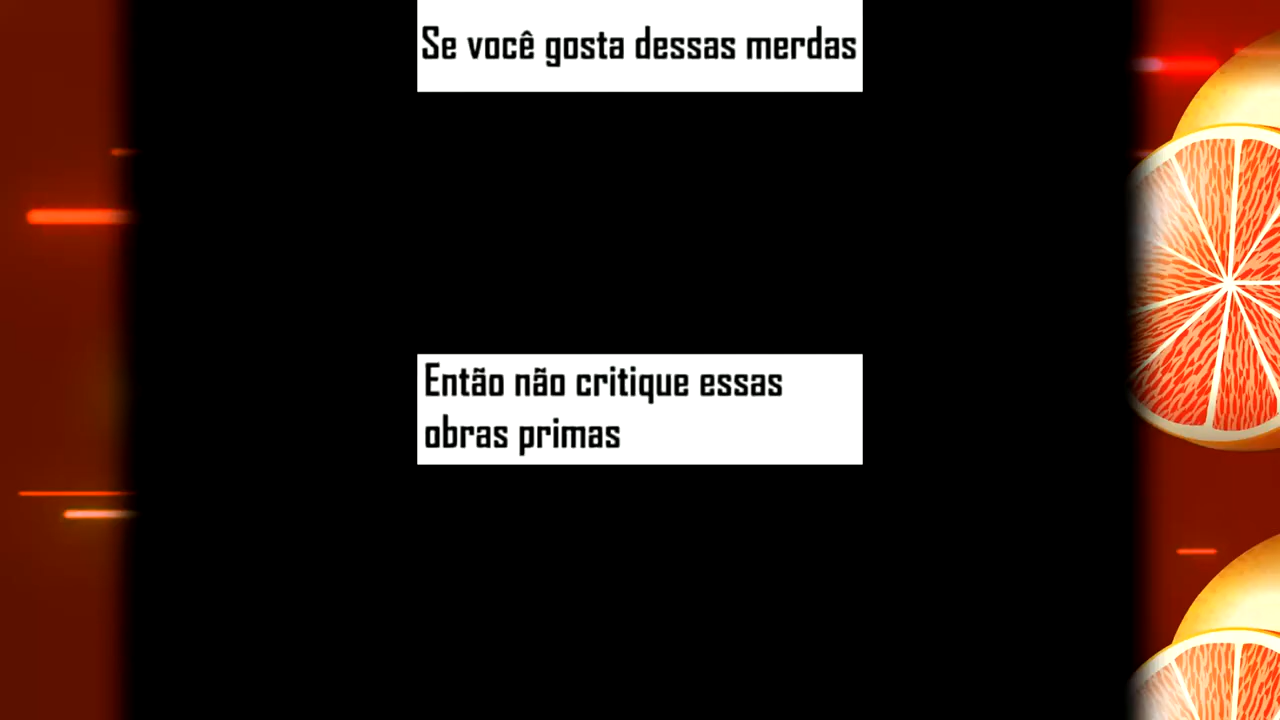 Se você gosta dessas merdas
Então não critique essas
obras primas